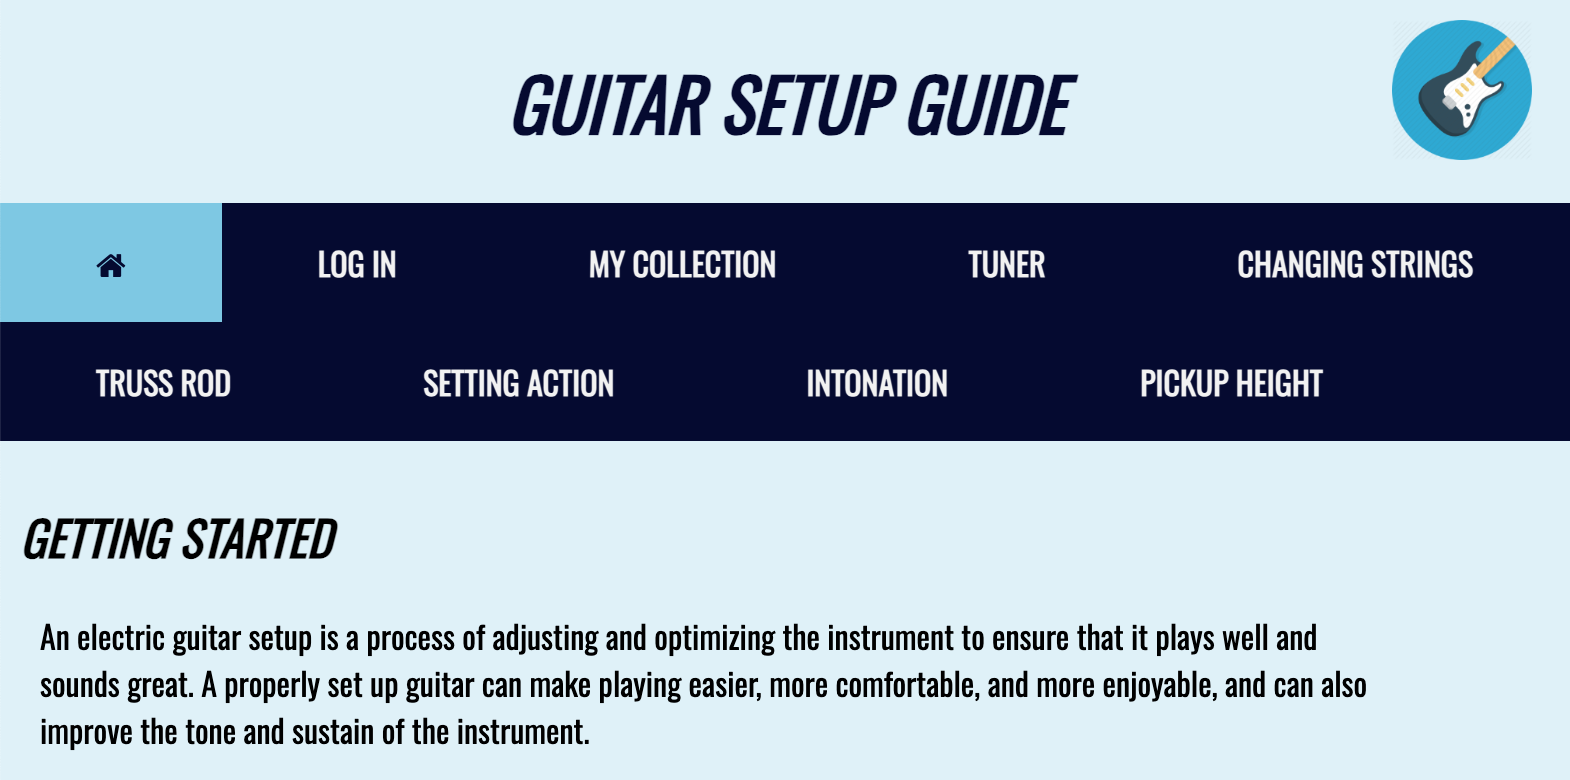 GUITAR SETUP GUIDE
LOG IN MY COLLECTION TUNER CHANGING STRINGS
TRUSS ROD SETTING ACTION INTONATION PICKUP HEIGHT
GETTING STARTED
An electric guitar setup is a process of adjusting and optimizing the instrument to ensure that it plays well and
sounds great. A properly set up guitar can make playing easier, more comfortable, and more enjoyable, and can also
improve the tone and sustain of the instrument.